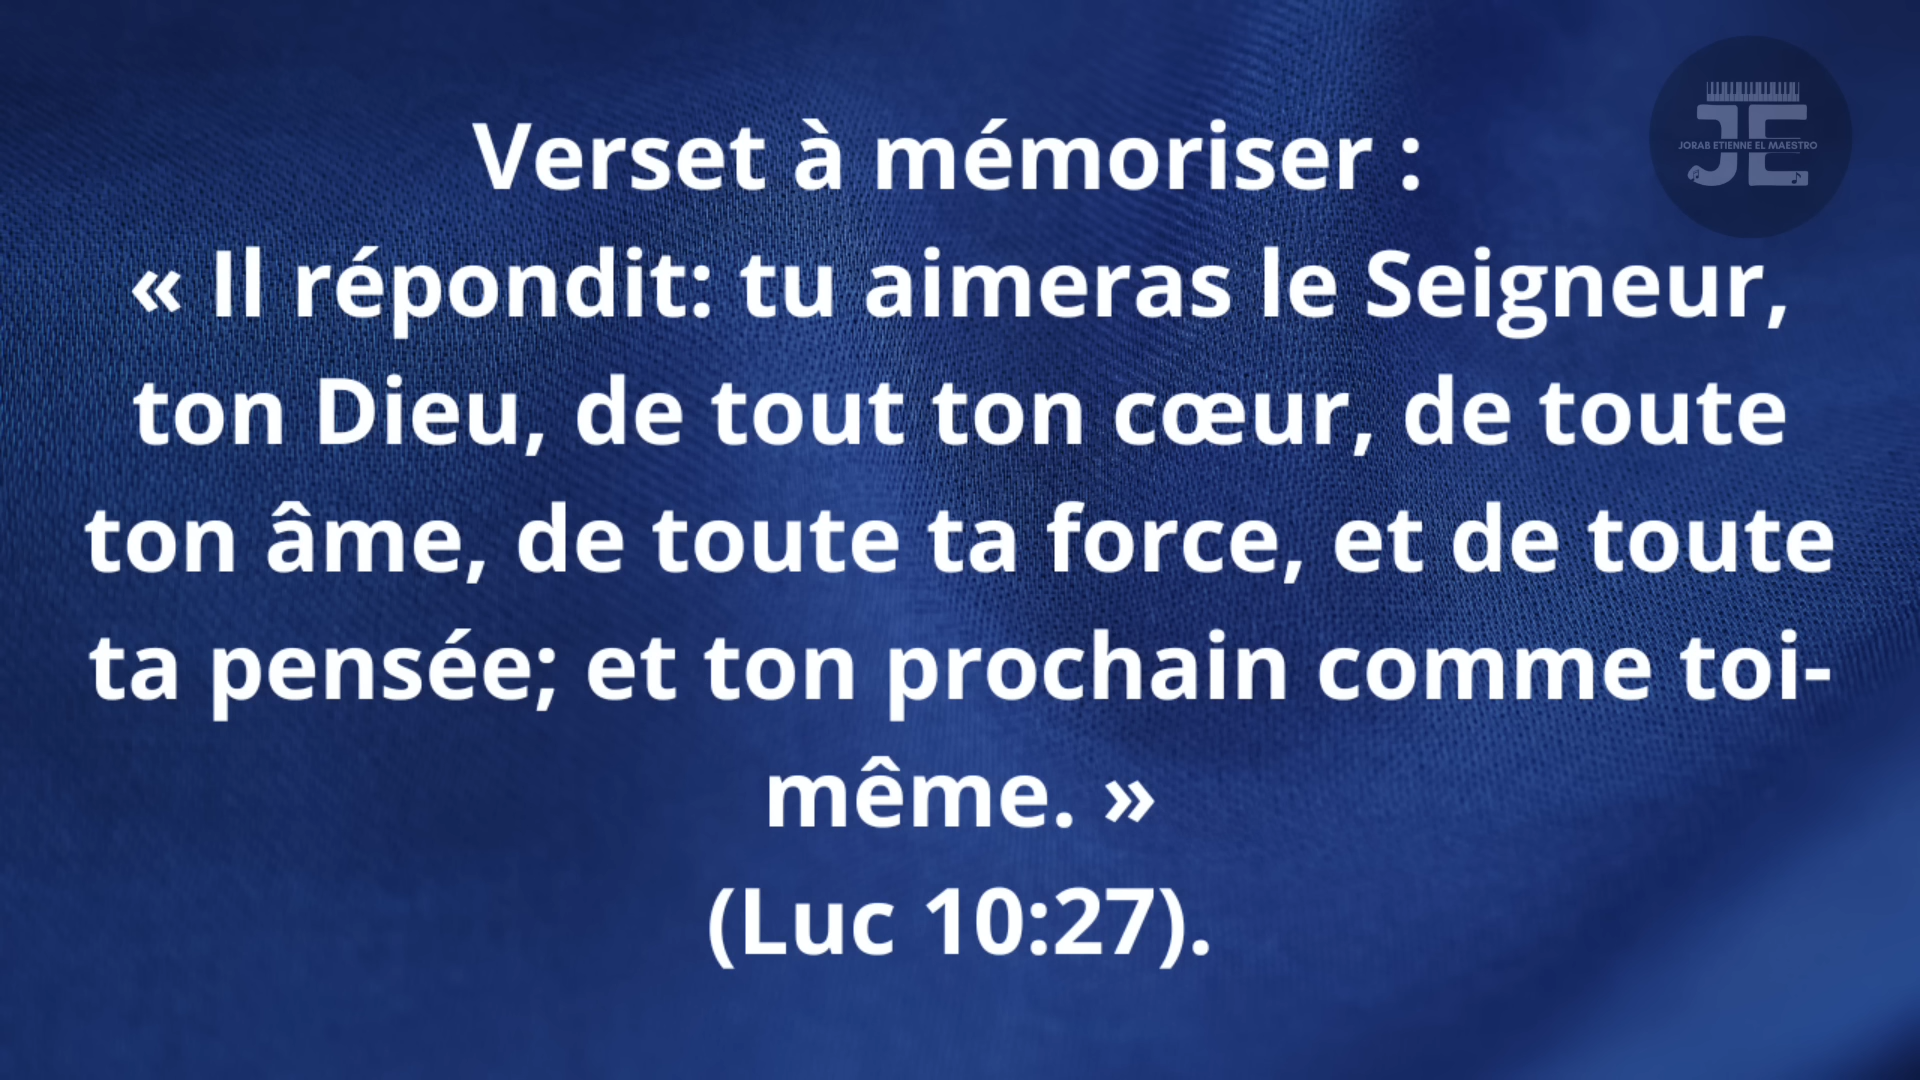 Verset à mémoriser :
« Il répondit: tu aimeras le Seigneur,
ton Dieu, de tout ton cœur, de toute
ton âme, de toute ta force, et de toute
ta pensée; et ton prochain comme toi-
même. »
(Luc 10:27).
JE
JORAB ETIENNE EL MAESTRO